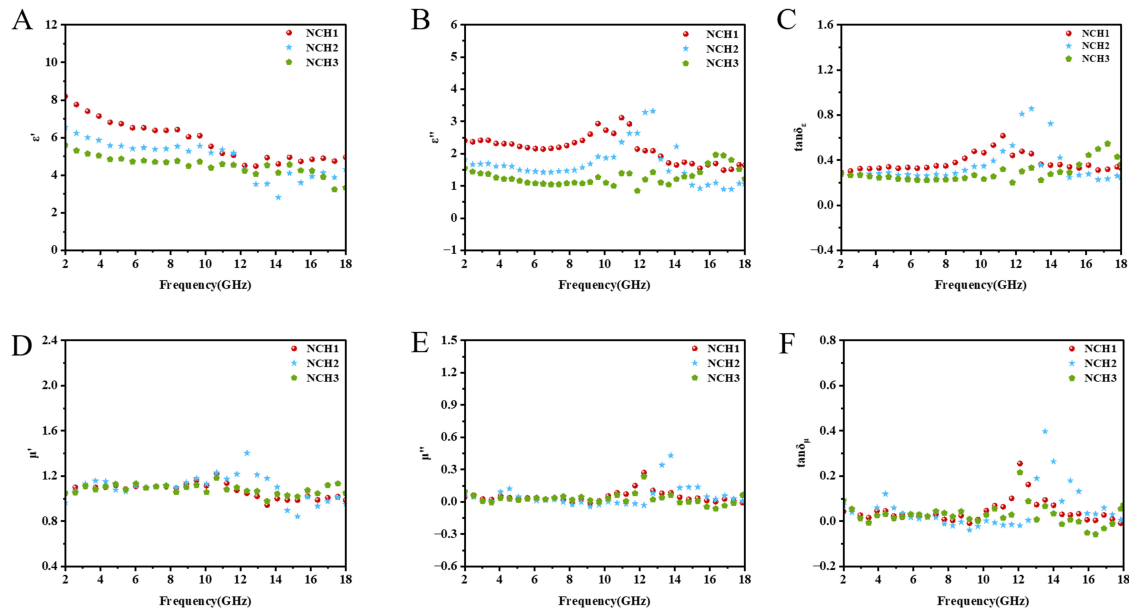 A
12
10
8
6
4
2
0
ε'
NCH1
NCH2
NCH3
2 4 6 8 10 12 14 16 18
Frequency(GHz)
B
6
5
4
3
2
1
0
−1
ε''
NCH1
NCH2
NCH3
2 4 6 8 10 12 14 16 18
Frequency(GHz)
C
1.6
1.2
0.8
0.4
0.0
−0.4
tanδε
NCH1
NCH2
NCH3
2 4 6 8 10 12 14 16 18
Frequency(GHz)
D
2.4
2.0
1.6
1.2
0.8
0.4
μ'
NCH1
NCH2
NCH3
2 4 6 8 10 12 14 16 18
Frequency(GHz)
E
1.5
1.2
0.9
0.6
0.3
0.0
−0.3
−0.6
μ''
NCH1
NCH2
NCH3
2 4 6 8 10 12 14 16 18
Frequency(GHz)
F
0.8
0.6
0.4
0.2
0.0
−0.2
tanδμ
NCH1
NCH2
NCH3
2 4 6 8 10 12 14 16 18
Frequency(GHz)